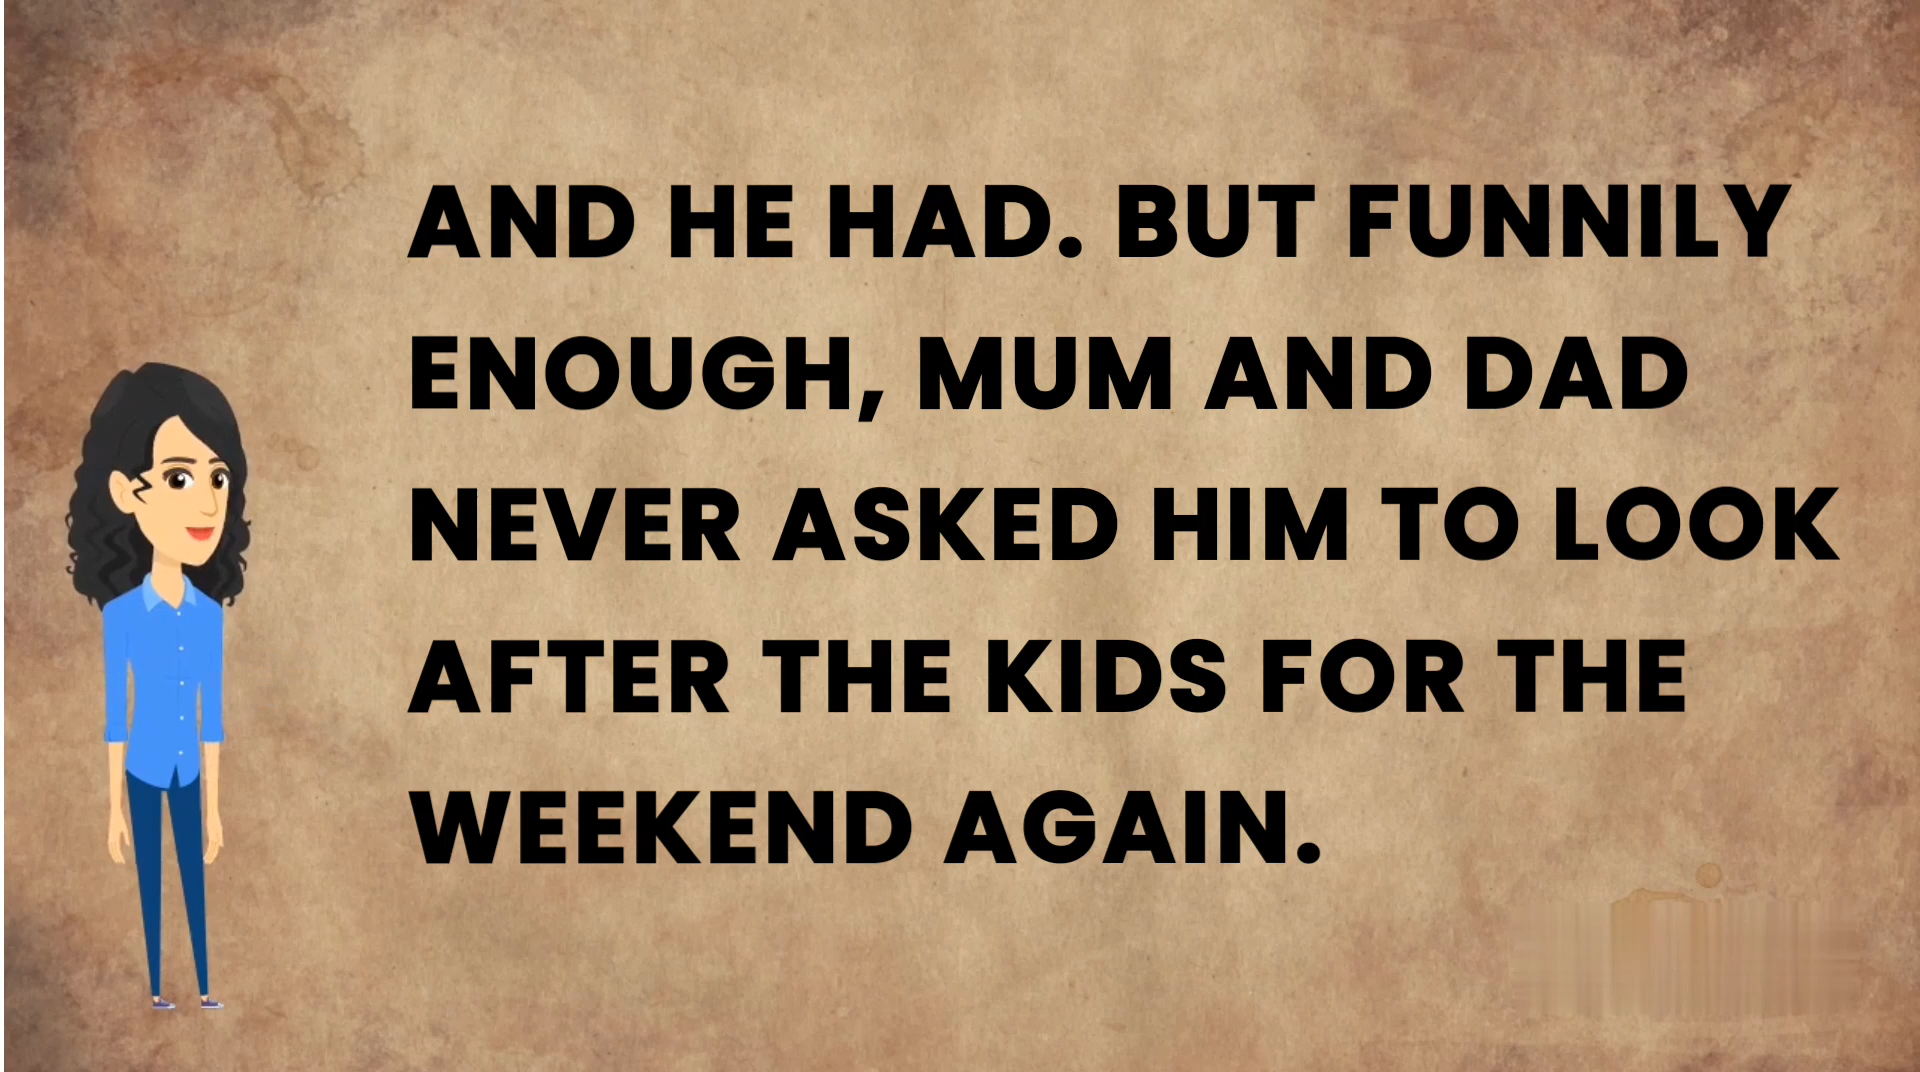 AND HE HAD. BUT FUNNILY
ENOUGH, MUM AND DAD
NEVER ASKED HIM TO LOOK
AFTER THE KIDS FOR THE
WEEKEND AGAIN.